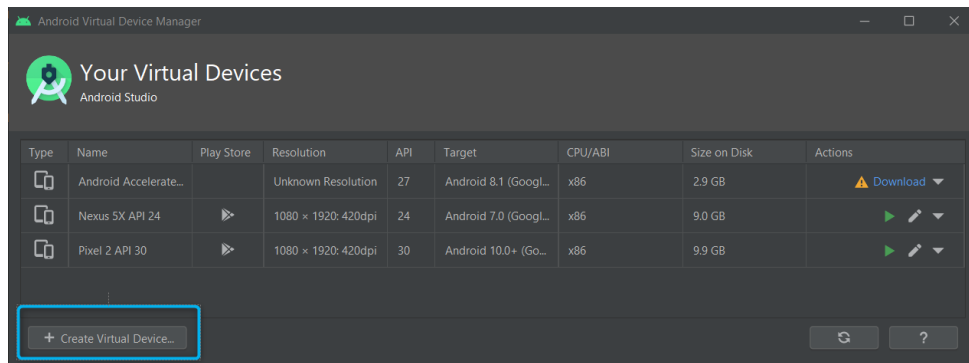 Android Virtual Device Manager
Your Virtual Devices
Android Studio
Type Name Play Store Resolution API Target CPU/ABI Size on Disk Actions
Android Accelerate... Unknown Resolution 27 Android 8.1 (Googl... x86 2.9 GB Download
Nexus 5X API 24 1080 × 1920: 420dpi 24 Android 7.0 (Googl... x86 9.0 GB
Pixel 2 API 30 1080 × 1920: 420dpi 30 Android 10.0+ (Go... x86 9.9 GB
+ Create Virtual Device... ?